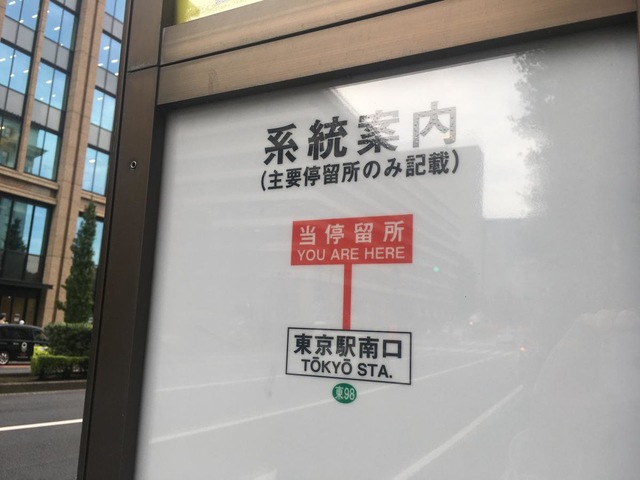 系統案内
(主要停留所のみ記載)
当停留所
YOU ARE HERE
東京駅南口
TŌKYŌ STA.
東98